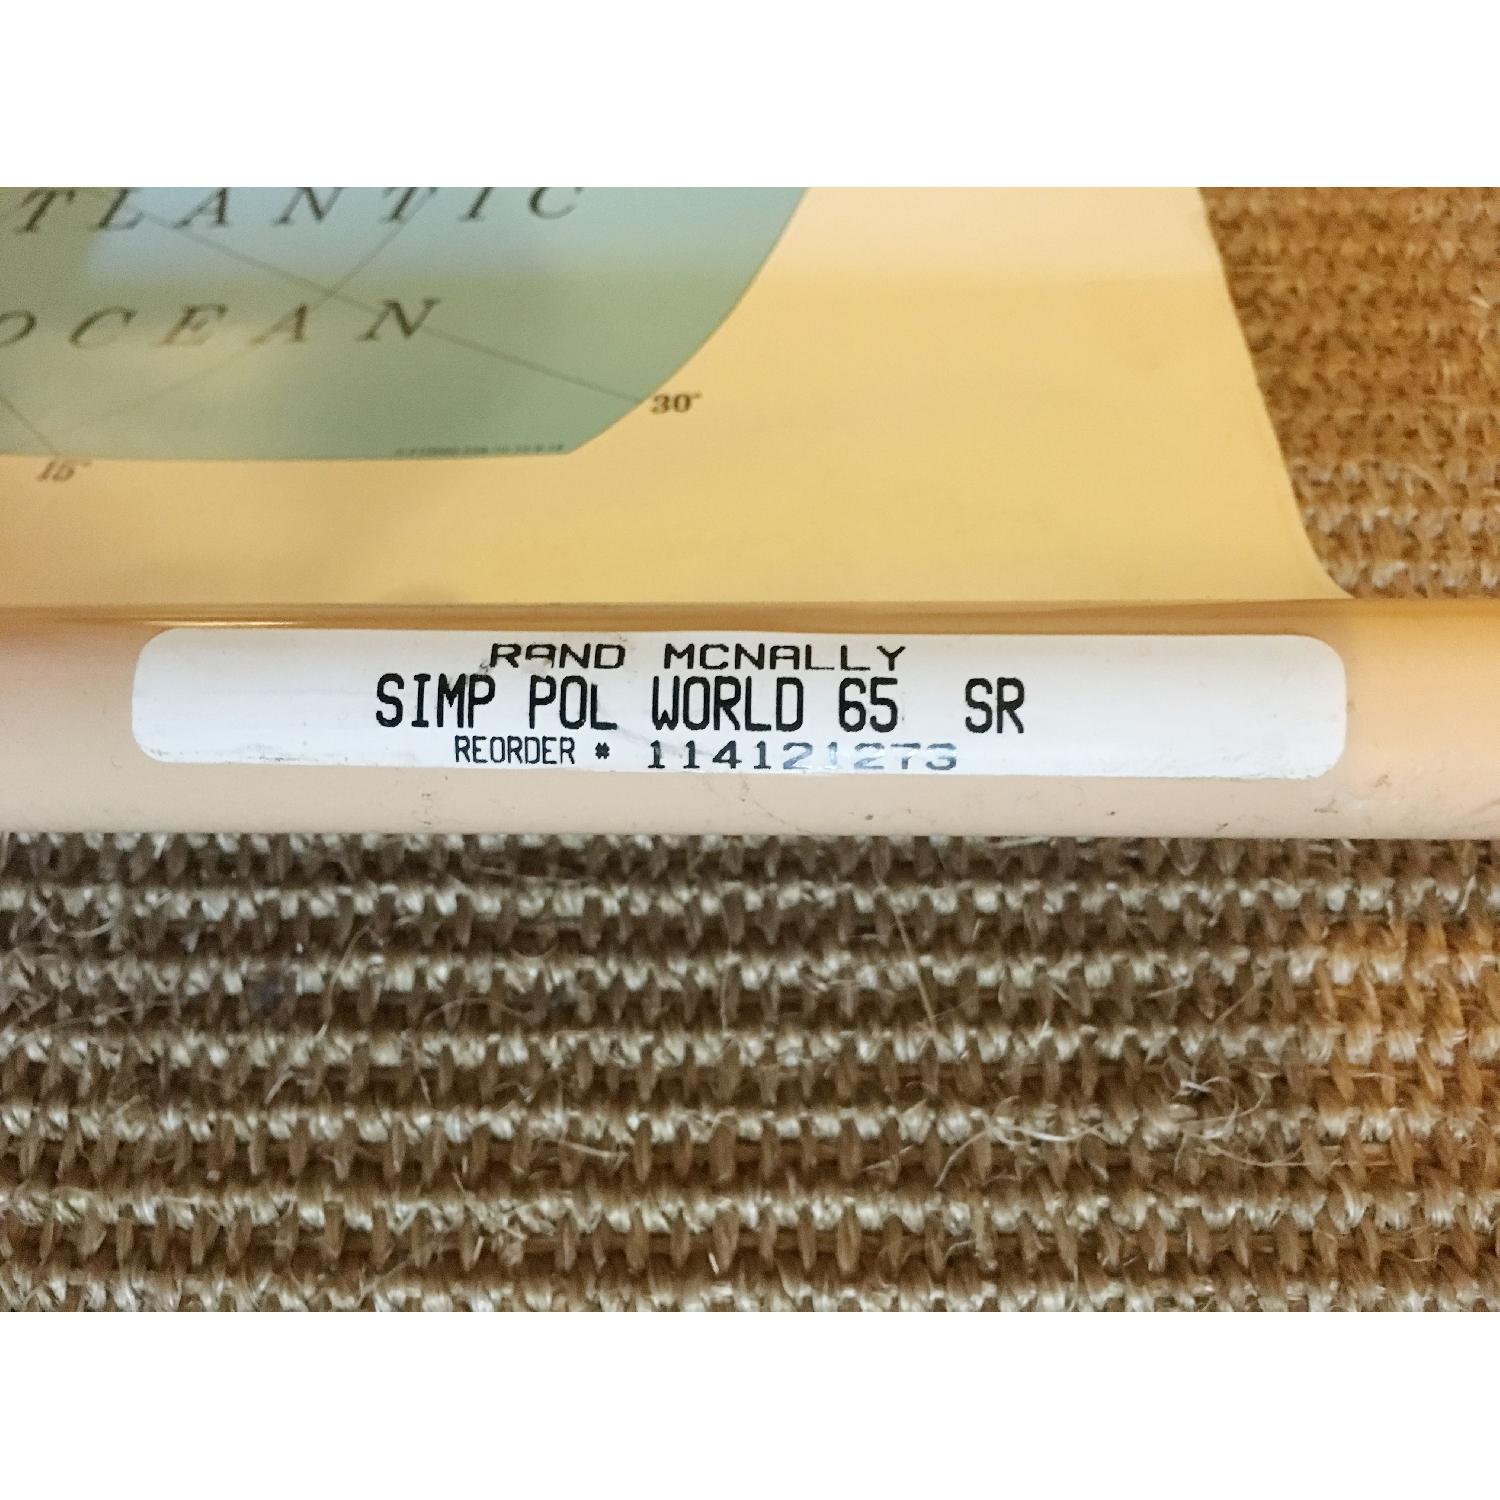 TLANTIC
OCEAN
30°
15°
RAND MCNALLY
SIMP POL WORLD 65 SR
REORDER # 114121273